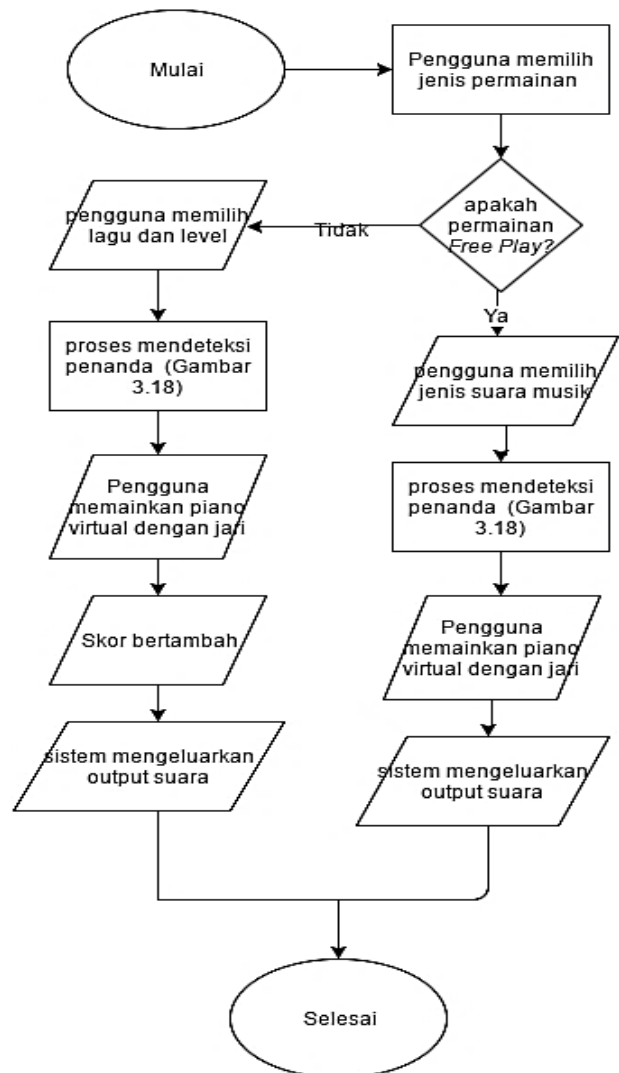 Mulai
Pengguna memilih
jenis permainan
apakah
permainan
Free Play?
Tidak
pengguna memilih
lagu dan level
proses mendeteksi
penanda (Gambar
3.18)
Pengguna
memainkan piano
virtual dengan jari
Skor bertambah
sistem mengeluarkan
output suara
Ya
pengguna memilih
jenis suara musik
proses mendeteksi
penanda (Gambar
3.18)
Pengguna
memainkan piano
virtual dengan jari
sistem mengeluarkan
output suara
Selesai